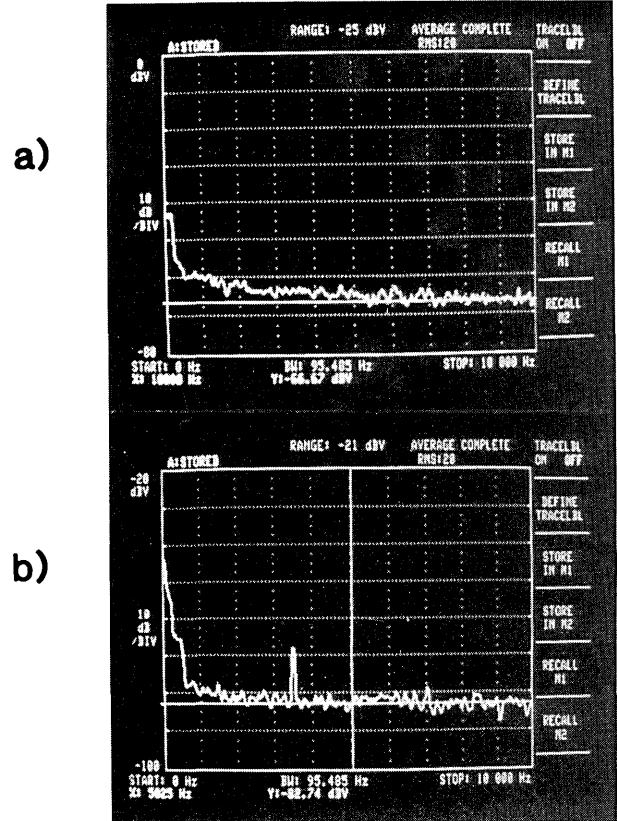 a)
RANGE: -25 dBV AVERAGE COMPLETE TRACELBL
A:STORED RMS:20 ON OFF
0
dBV
DEFINE
TRACELBL
STORE
IN M1
10
dB
/DIV
STORE
IN M2
RECALL
M1
RECALL
M2
-80
START: 0 Hz BW: 95.485 Hz STOP: 10 000 Hz
X: 10000 Hz Y:-66.67 dBV
b)
RANGE: -21 dBV AVERAGE COMPLETE TRACELBL
A:STORED RMS:20 ON OFF
-20
dBV
DEFINE
TRACELBL
STORE
IN M1
10
dB
/DIV
STORE
IN M2
RECALL
M1
RECALL
M2
-100
START: 0 Hz BW: 95.485 Hz STOP: 10 000 Hz
X: 5025 Hz Y:-82.74 dBV